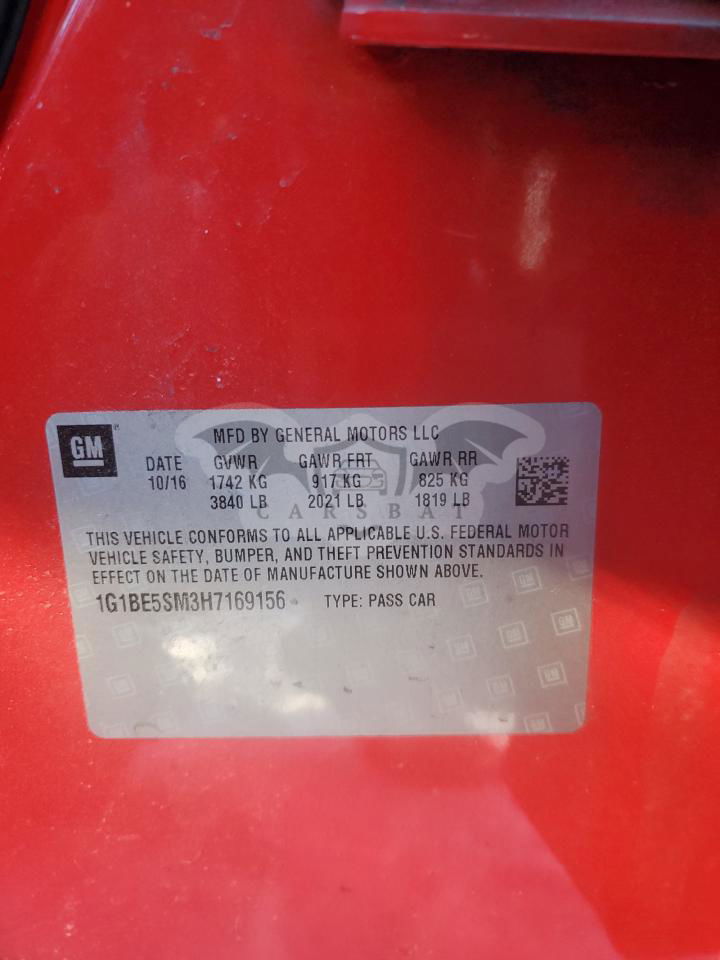 GM
MFD BY GENERAL MOTORS LLC
DATE GVWR GAWR FRT GAWR RR
10/16 1742 KG 917 KG 825 KG
3840 LB 2021 LB 1819 LB
CARSBAT
THIS VEHICLE CONFORMS TO ALL APPLICABLE U.S. FEDERAL MOTOR
VEHICLE SAFETY, BUMPER, AND THEFT PREVENTION STANDARDS IN
EFFECT ON THE DATE OF MANUFACTURE SHOWN ABOVE.
1G1BE5SM3H7169156 TYPE: PASS CAR